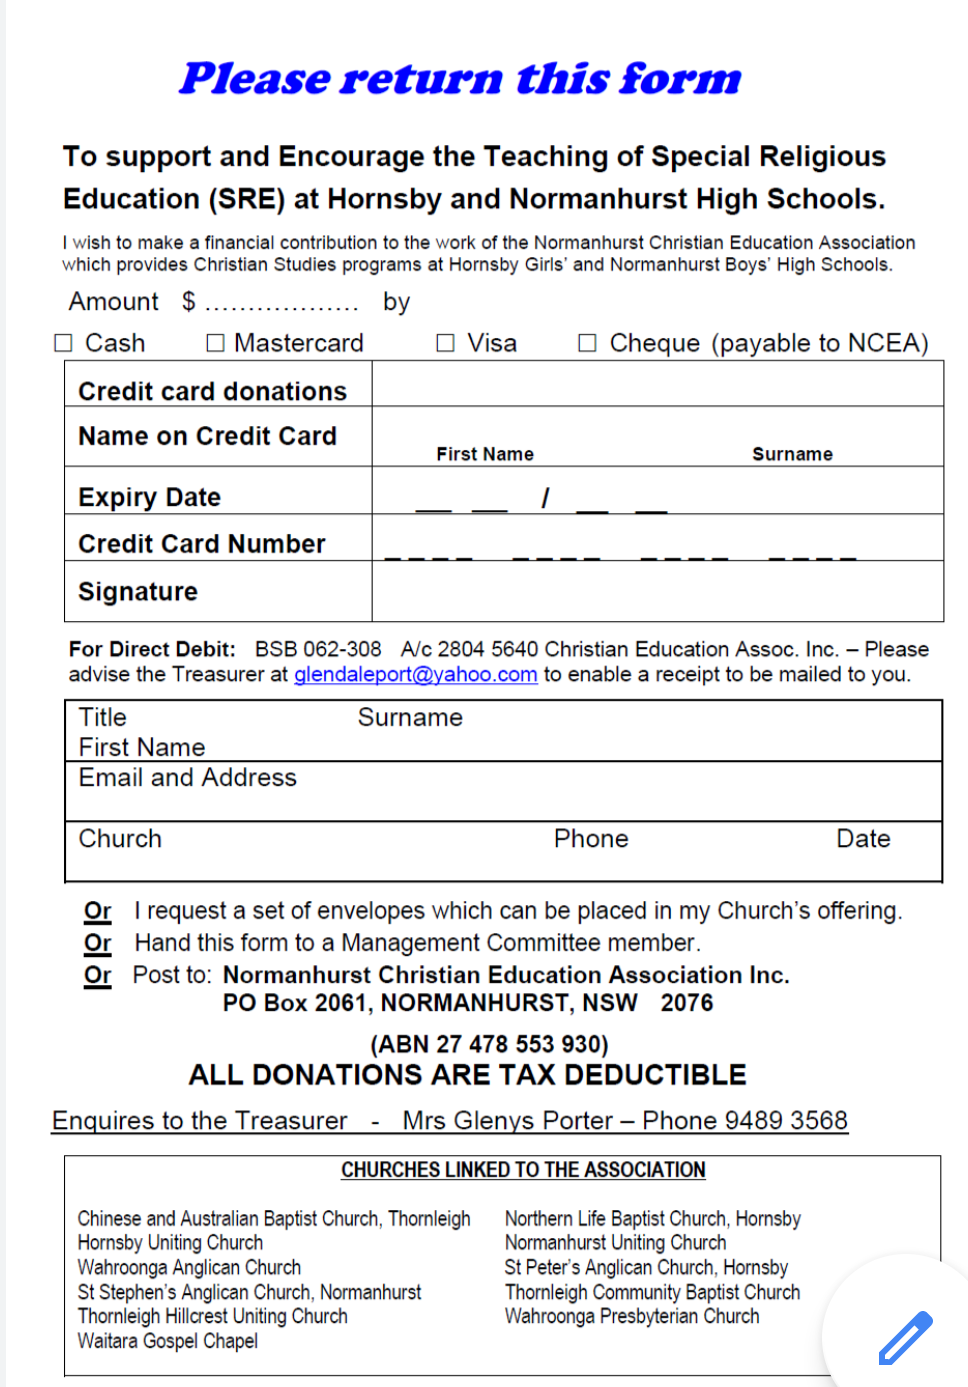 Please return this form
To support and Encourage the Teaching of Special Religious
Education (SRE) at Hornsby and Normanhurst High Schools.
I wish to make a financial contribution to the work of the Normanhurst Christian Education Association
which provides Christian Studies programs at Hornsby Girls' and Normanhurst Boys' High Schools.
Amount $ .................. by
☐ Cash ☐ Mastercard ☐ Visa ☐ Cheque (payable to NCEA)
Credit card donations
Name on Credit Card
First Name Surname
Expiry Date __ __ / __ __
Credit Card Number _ _ _ _ _ _ _ _ _ _ _ _ _ _ _ _
Signature
For Direct Debit: BSB 062-308 A/c 2804 5640 Christian Education Assoc. Inc. – Please
advise the Treasurer at glendaleport@yahoo.com to enable a receipt to be mailed to you.
Title Surname
First Name
Email and Address
Church Phone Date
Or I request a set of envelopes which can be placed in my Church's offering.
Or Hand this form to a Management Committee member.
Or Post to: Normanhurst Christian Education Association Inc.
PO Box 2061, NORMANHURST, NSW 2076
(ABN 27 478 553 930)
ALL DONATIONS ARE TAX DEDUCTIBLE
Enquires to the Treasurer - Mrs Glenys Porter – Phone 9489 3568
CHURCHES LINKED TO THE ASSOCIATION
Chinese and Australian Baptist Church, Thornleigh Northern Life Baptist Church, Hornsby
Hornsby Uniting Church Normanhurst Uniting Church
Wahroonga Anglican Church St Peter's Anglican Church, Hornsby
St Stephen's Anglican Church, Normanhurst Thornleigh Community Baptist Church
Thornleigh Hillcrest Uniting Church Wahroonga Presbyterian Church
Waitara Gospel Chapel